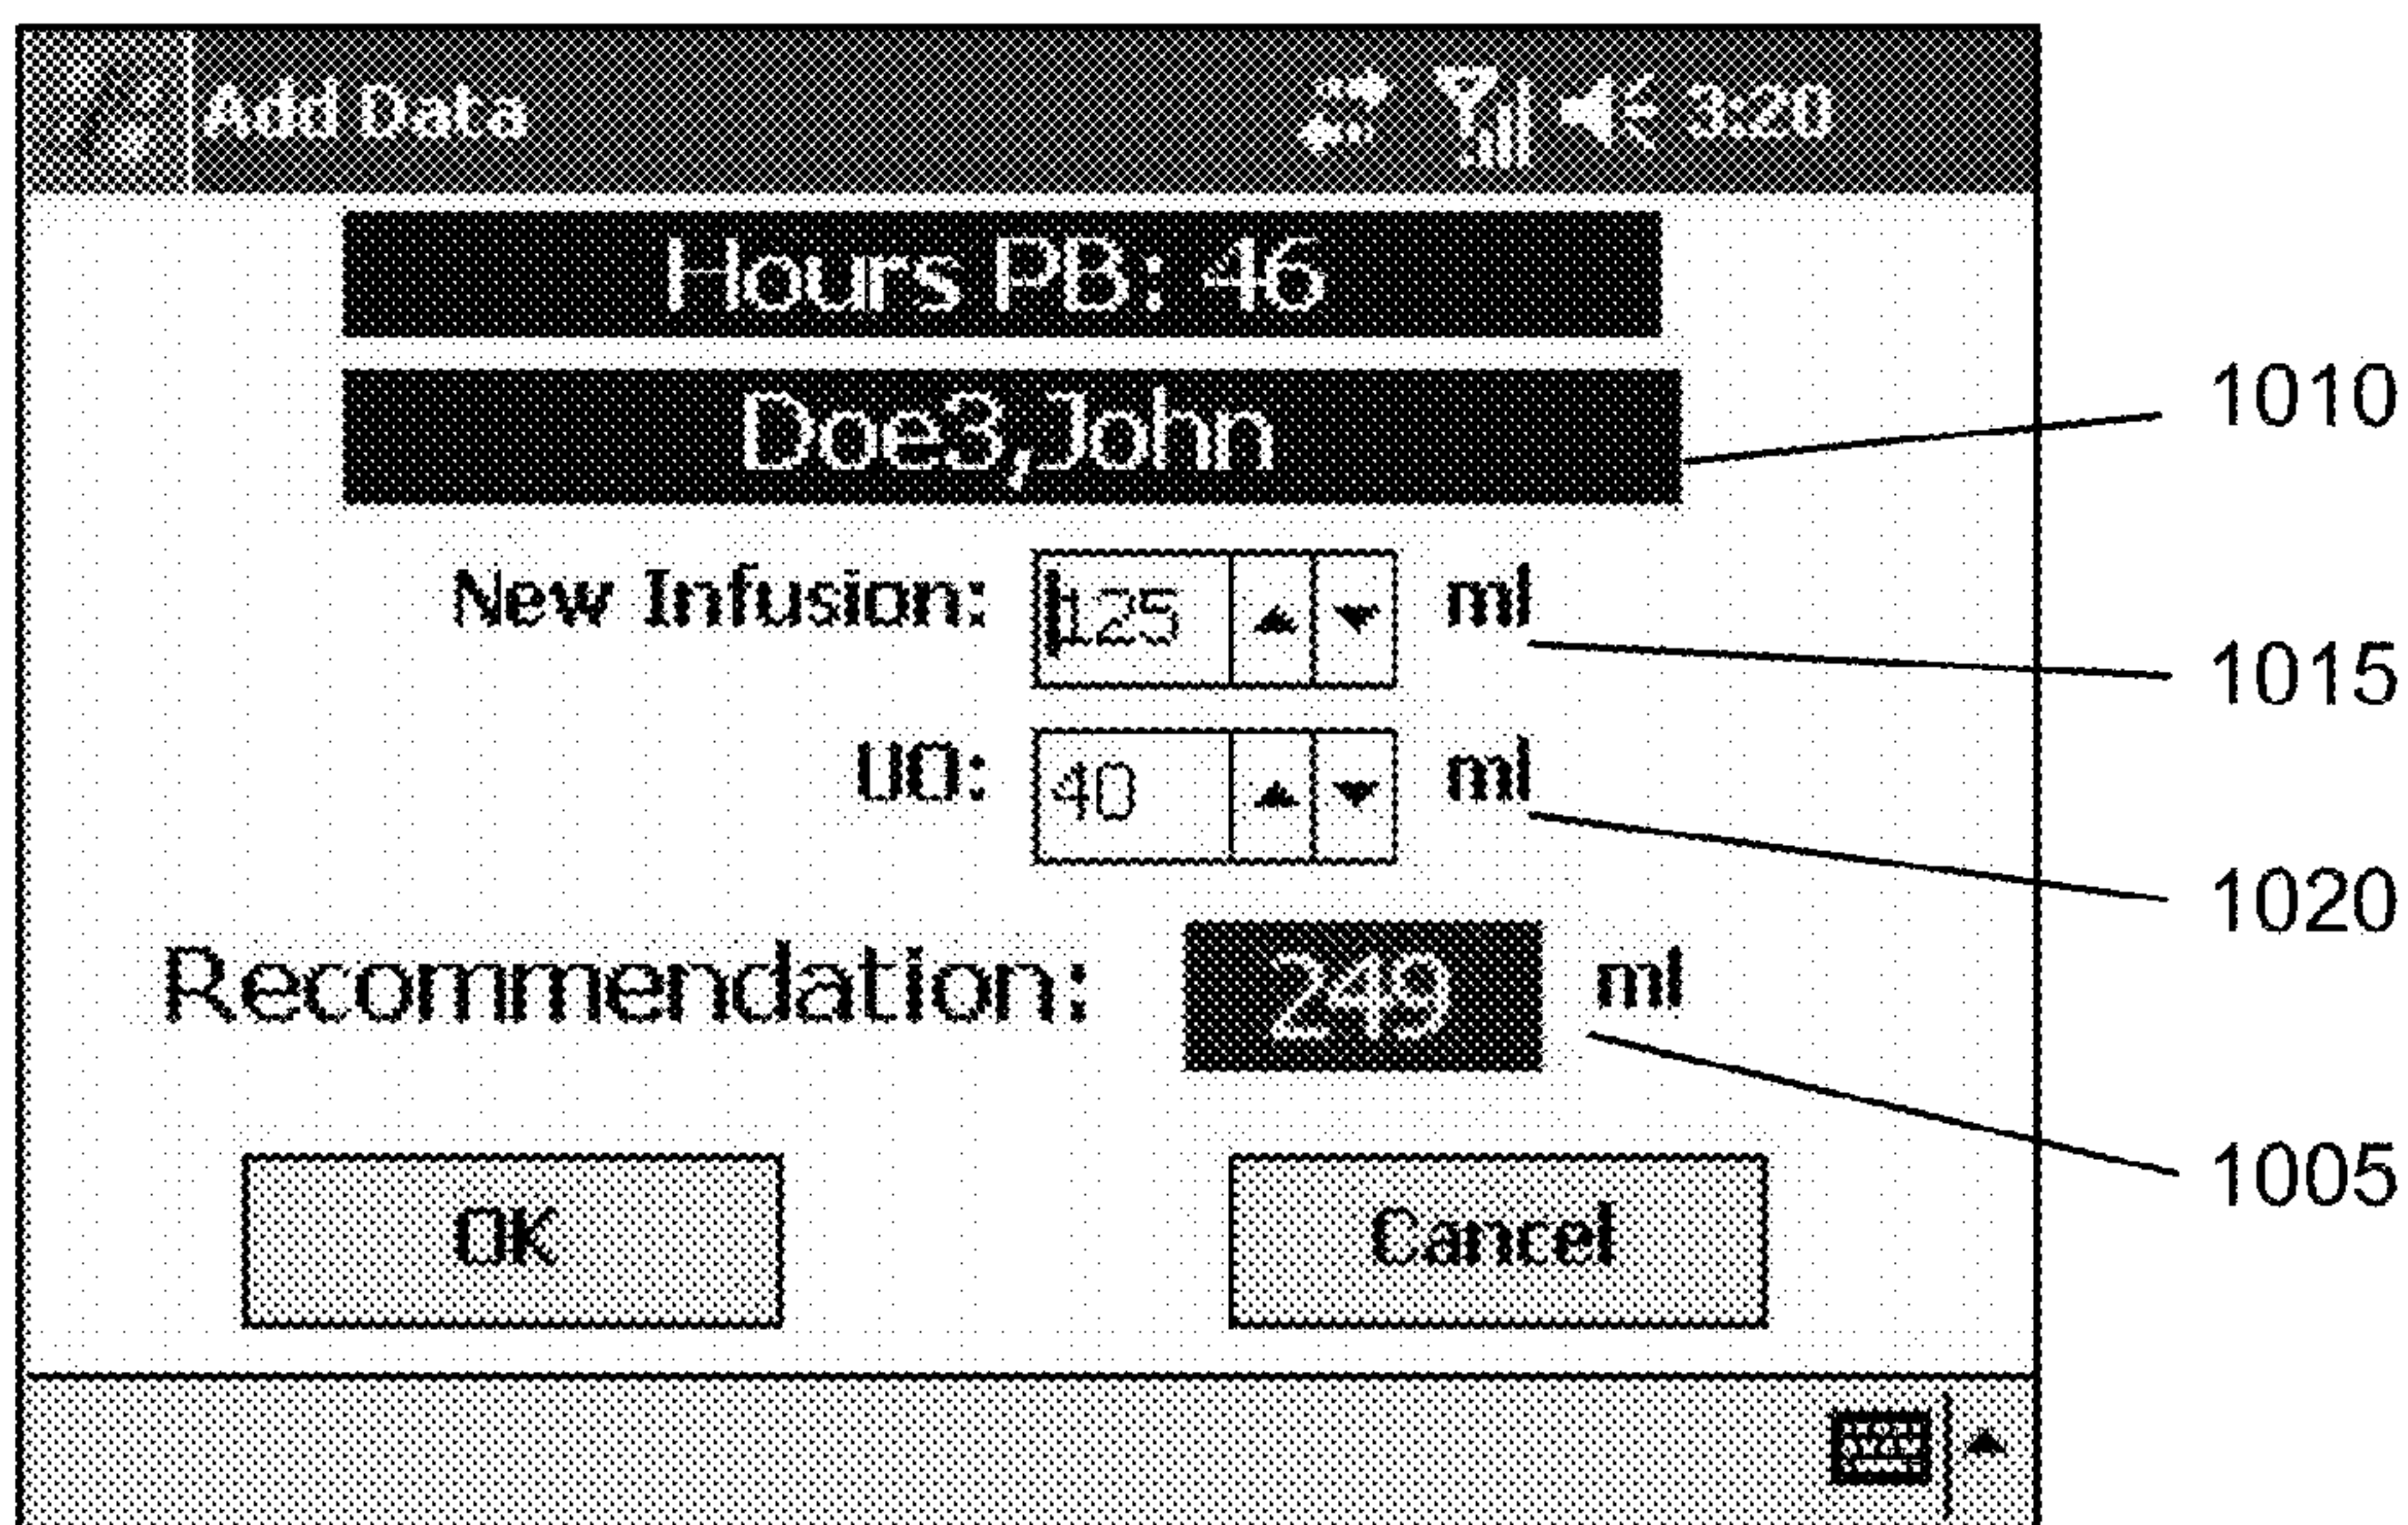 Add Data 3:20
Hours PB: 46
Doe3,John
1010
New Infusion: 125 ml
1015
UO: 40 ml
1020
Recommendation: 249 ml
1005
OK Cancel